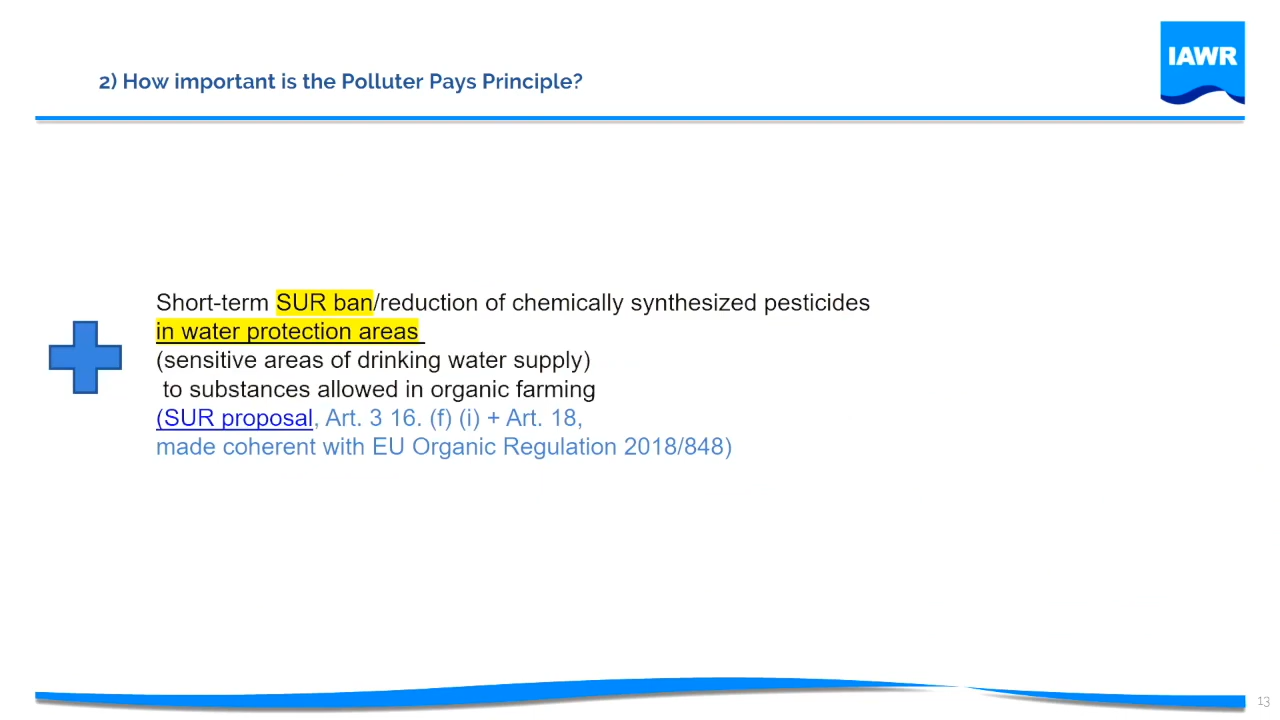 IAWR
2) How important is the Polluter Pays Principle?
Short-term SUR ban/reduction of chemically synthesized pesticides
in water protection areas
(sensitive areas of drinking water supply)
to substances allowed in organic farming
(SUR proposal, Art. 3 16. (f) (i) + Art. 18,
made coherent with EU Organic Regulation 2018/848)
13